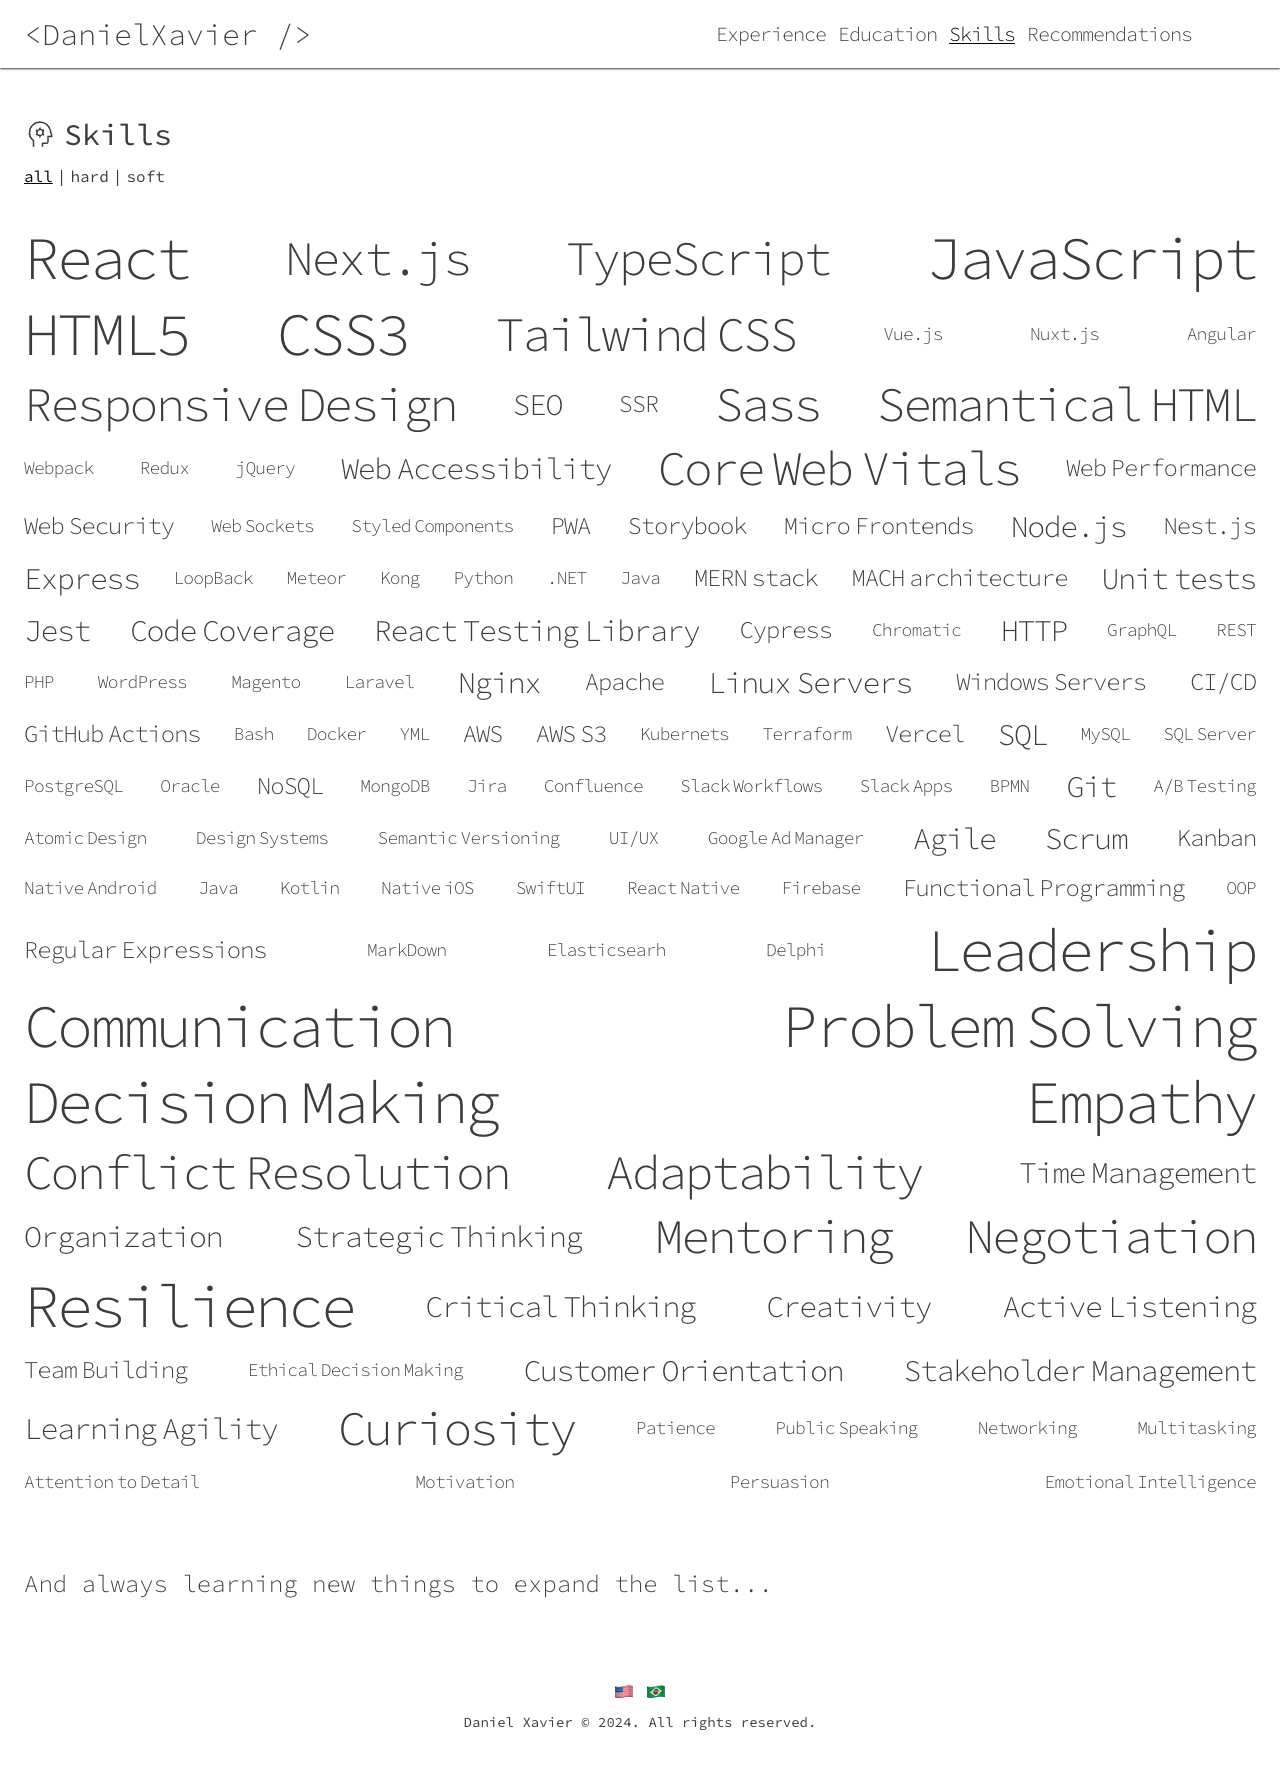 <DanielXavier />
Experience Education Skills Recommendations
Skills
all | hard | soft
React Next.js TypeScript JavaScript
HTML5 CSS3 Tailwind CSS Vue.js Nuxt.js Angular
Responsive Design SEO SSR Sass Semantical HTML
Webpack Redux jQuery Web Accessibility Core Web Vitals Web Performance
Web Security Web Sockets Styled Components PWA Storybook Micro Frontends Node.js Nest.js
Express LoopBack Meteor Kong Python .NET Java MERN stack MACH architecture Unit tests
Jest Code Coverage React Testing Library Cypress Chromatic HTTP GraphQL REST
PHP WordPress Magento Laravel Nginx Apache Linux Servers Windows Servers CI/CD
GitHub Actions Bash Docker YML AWS AWS S3 Kubernets Terraform Vercel SQL MySQL SQL Server
PostgreSQL Oracle NoSQL MongoDB Jira Confluence Slack Workflows Slack Apps BPMN Git A/B Testing
Atomic Design Design Systems Semantic Versioning UI/UX Google Ad Manager Agile Scrum Kanban
Native Android Java Kotlin Native iOS SwiftUI React Native Firebase Functional Programming OOP
Regular Expressions MarkDown Elasticsearh Delphi Leadership
Communication Problem Solving
Decision Making Empathy
Conflict Resolution Adaptability Time Management
Organization Strategic Thinking Mentoring Negotiation
Resilience Critical Thinking Creativity Active Listening
Team Building Ethical Decision Making Customer Orientation Stakeholder Management
Learning Agility Curiosity Patience Public Speaking Networking Multitasking
Attention to Detail Motivation Persuasion Emotional Intelligence
And always learning new things to expand the list...
Daniel Xavier © 2024. All rights reserved.